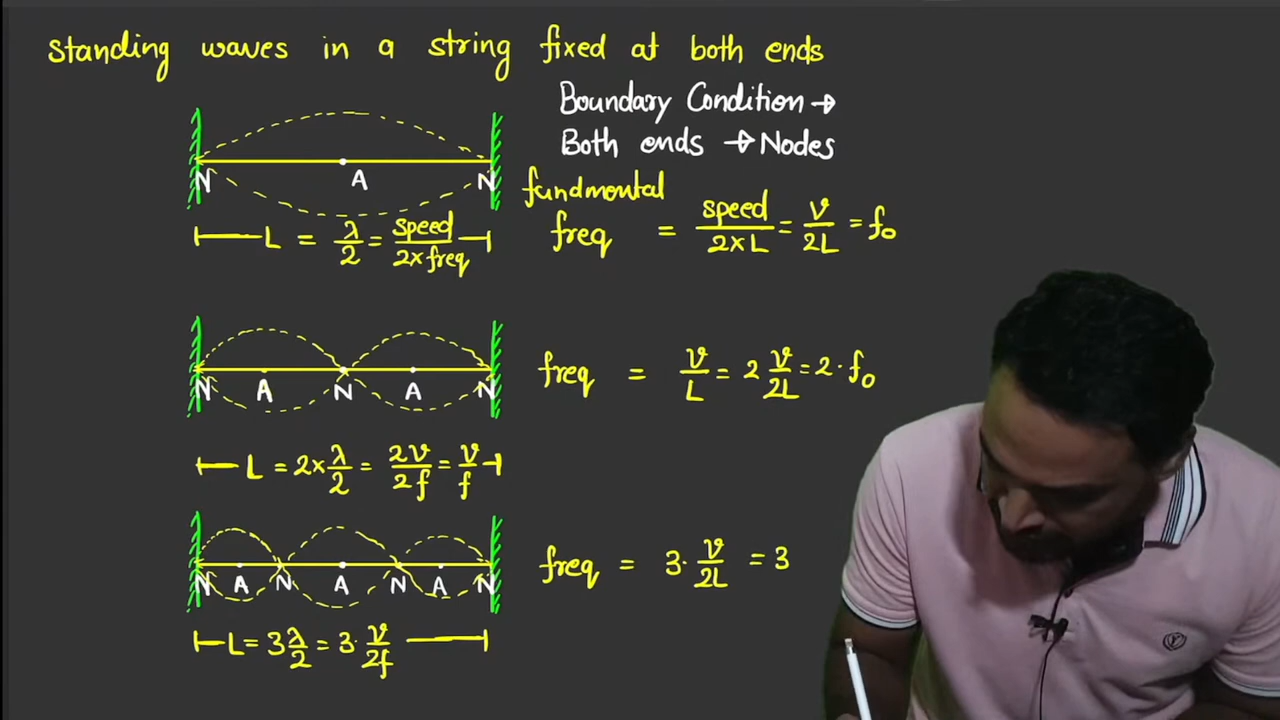 standing waves in a string fixed at both ends
Boundary Condition →
Both ends → Nodes
N A N
L = λ/2 = speed/2×freq
fundmental
freq = speed/2×L = v/2L = f₀
N A N A N
freq = v/L = 2 v/2L = 2·f₀
L = 2×λ/2 = 2v/2f = v/f
N A N A N A N
freq = 3·v/2L = 3
L = 3λ/2 = 3·v/2f